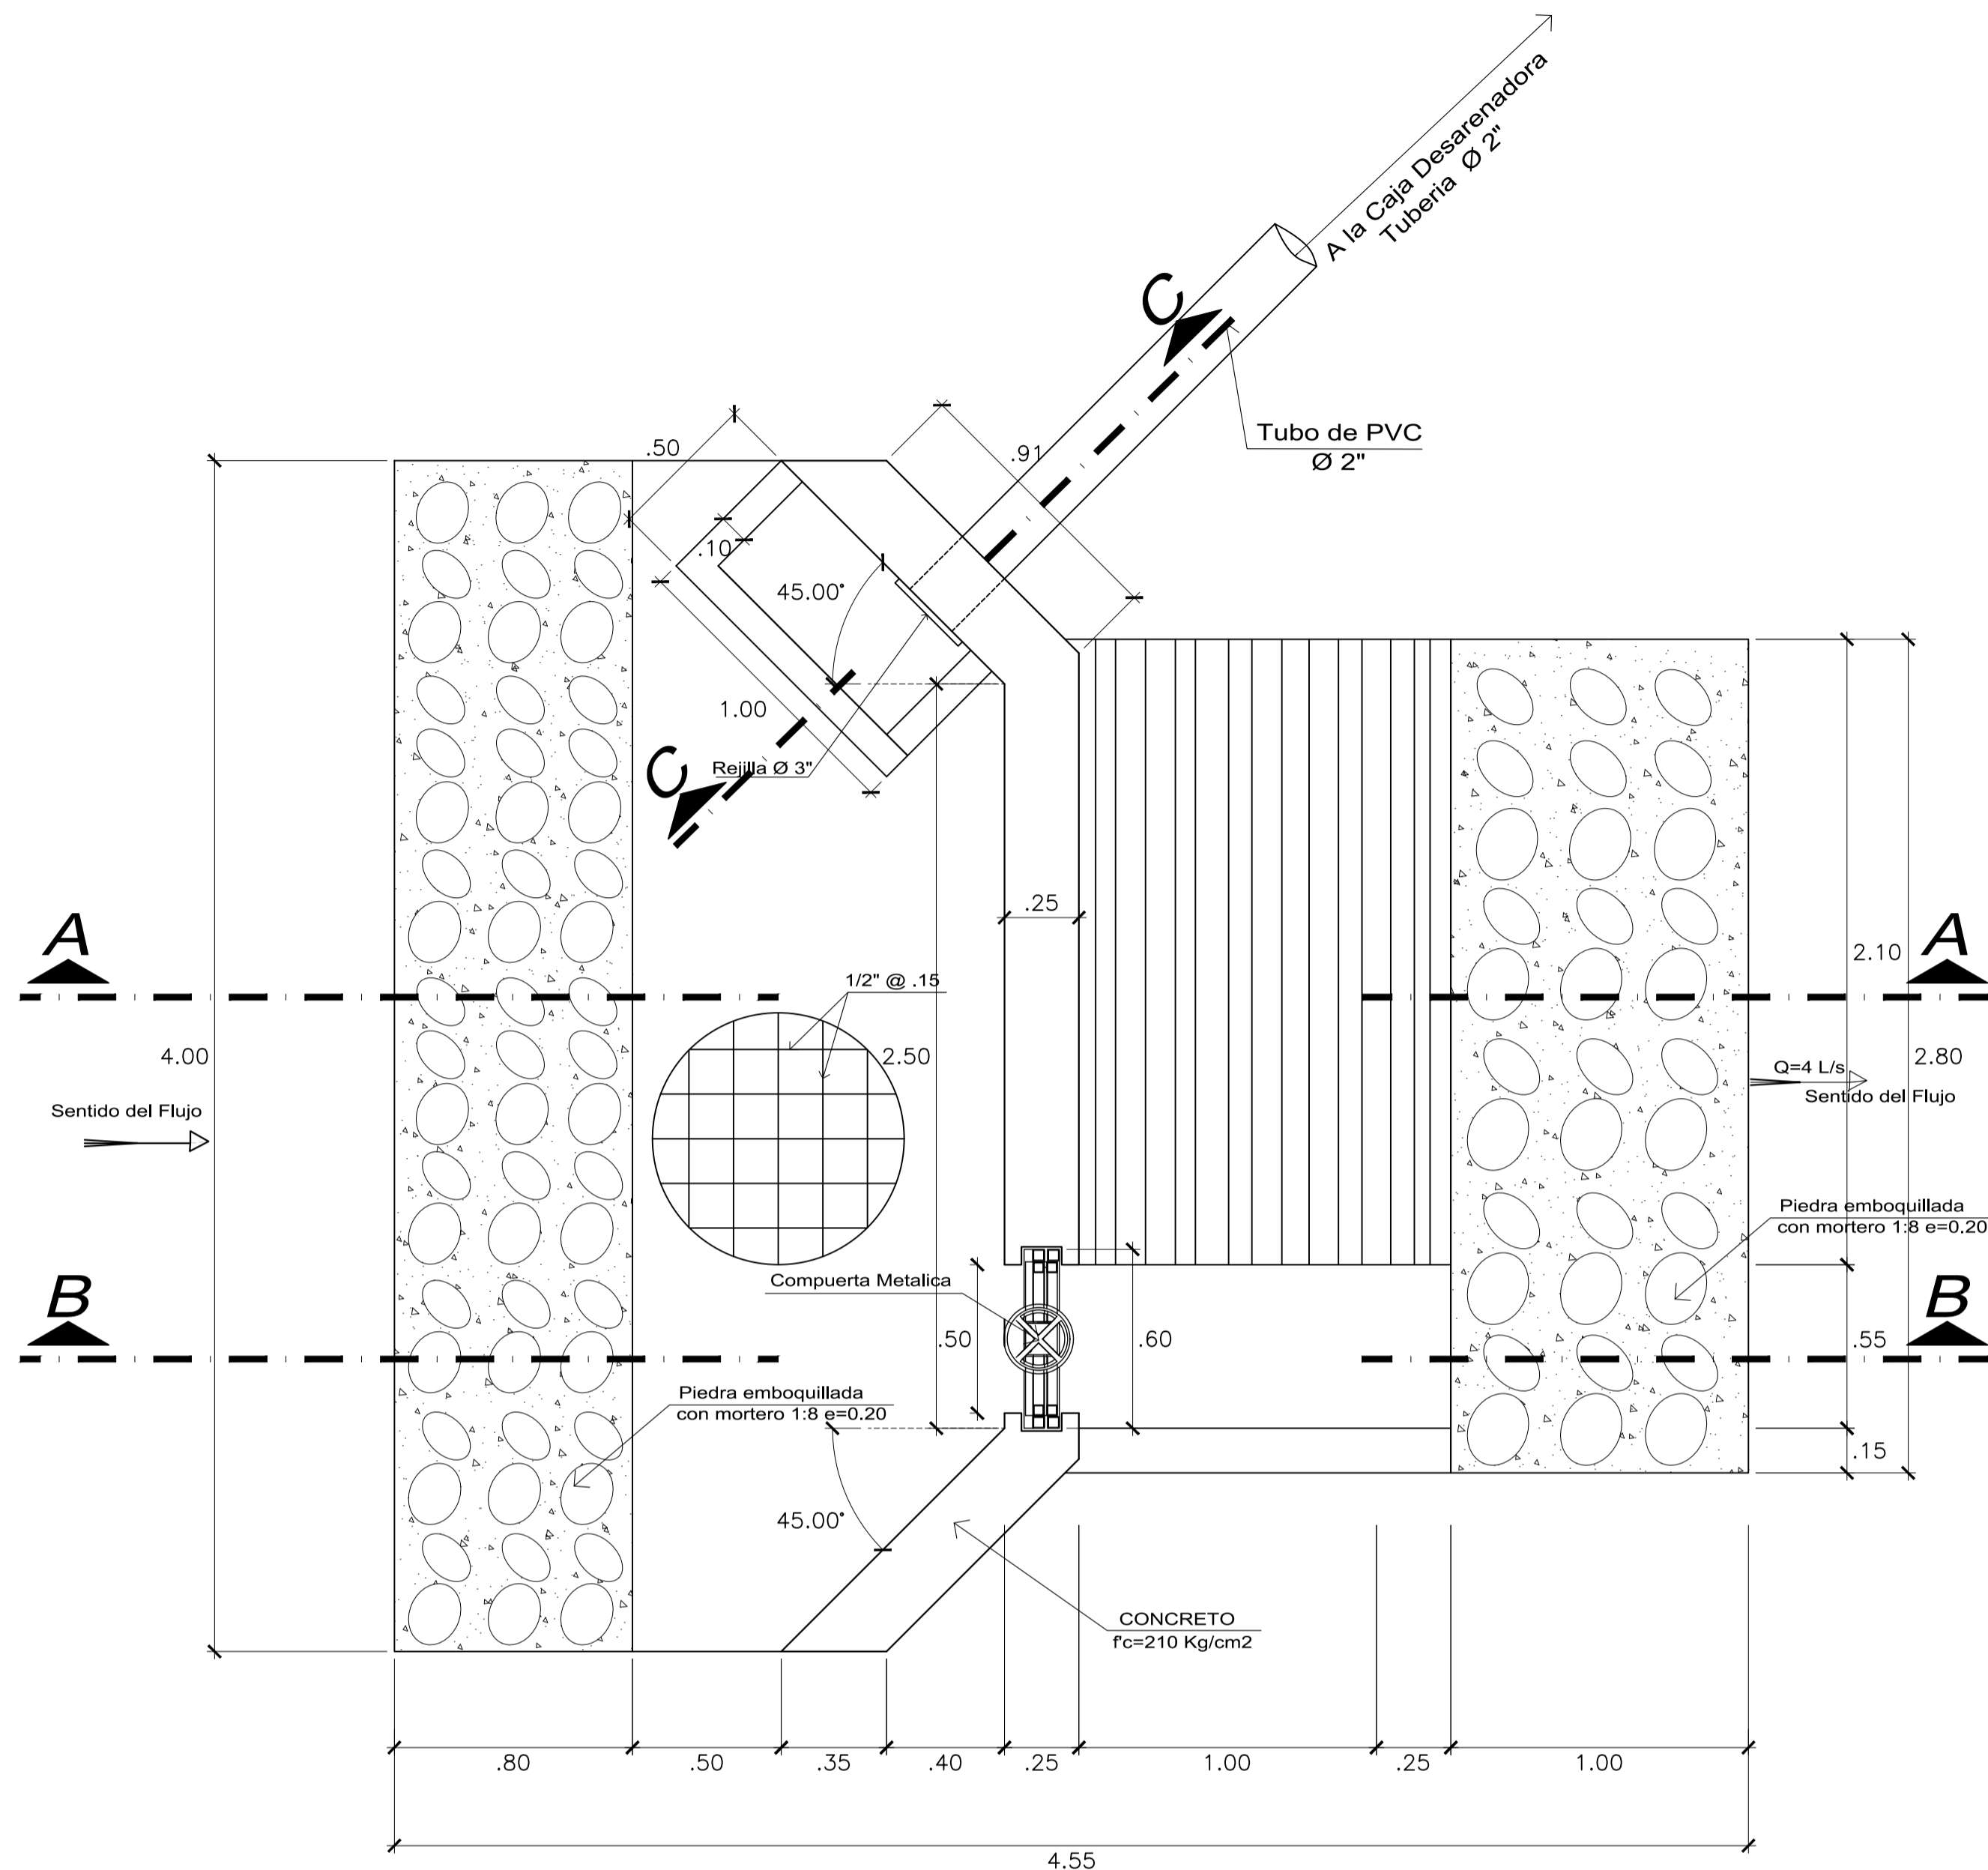 A la Caja Desarenadora
Tuberia Ø 2"
C
Tubo de PVC
Ø 2"
.50
.91
.10
45.00°
1.00
Rejilla Ø 3"
C
.25
A
A
2.10
1/2" @ .15
4.00
2.50
2.80
Q=4 L/s
Sentido del Flujo
Sentido del Flujo
Piedra emboquillada
con mortero 1:8 e=0.20
Compuerta Metalica
B
B
.50
.60
.55
Piedra emboquillada
con mortero 1:8 e=0.20
.15
45.00°
CONCRETO
f'c=210 Kg/cm2
.80
.50
.35
.40
.25
1.00
.25
1.00
4.55